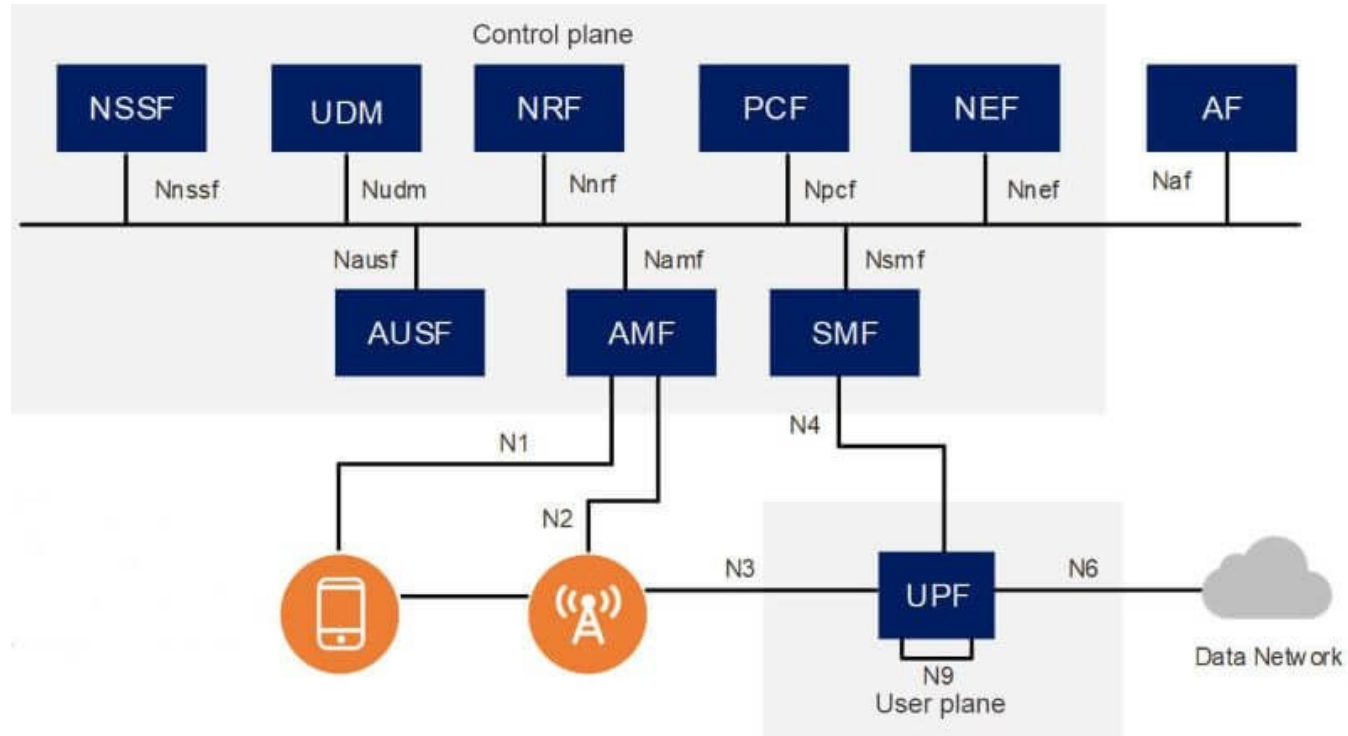 Control plane
NSSF
UDM
NRF
PCF
NEF
AF
Nnssf
Nudm
Nnrf
Npcf
Nnef
Naf
Nausf
Namf
Nsmf
AUSF
AMF
SMF
N1
N4
N2
N3
UPF
N6
N9
User plane
Data Network